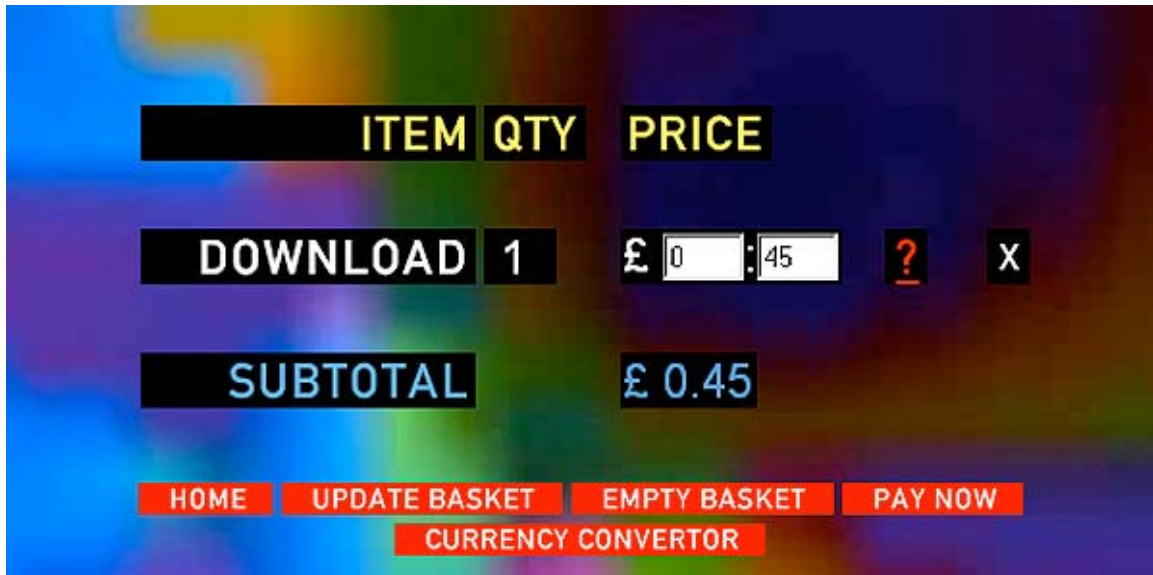 ITEM QTY PRICE
DOWNLOAD 1 £ 0 : 45 ? X
SUBTOTAL £ 0.45
HOME UPDATE BASKET EMPTY BASKET PAY NOW
CURRENCY CONVERTOR